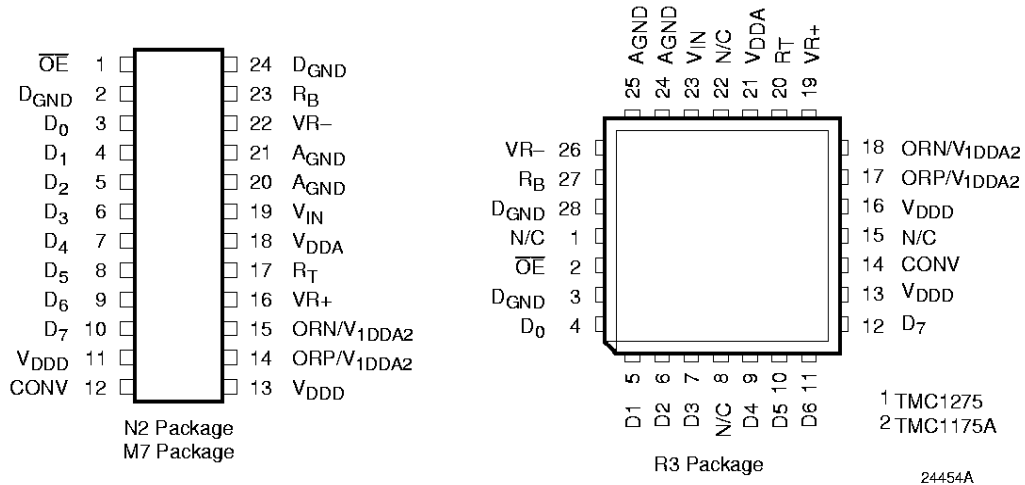 OE 1 24 DGND
DGND 2 23 RB
D0 3 22 VR–
D1 4 21 AGND
D2 5 20 AGND
D3 6 19 VIN
D4 7 18 VDDA
D5 8 17 RT
D6 9 16 VR+
D7 10 15 ORN/V1DDA2
VDDD 11 14 ORP/V1DDA2
CONV 12 13 VDDD
N2 Package
M7 Package
25 AGND
24 AGND
23 VIN
22 N/C
21 VDDA
20 RT
19 VR+
VR– 26
RB 27
DGND 28
N/C 1
OE 2
DGND 3
D0 4
18 ORN/V1DDA2
17 ORP/V1DDA2
16 VDDD
15 N/C
14 CONV
13 VDDD
12 D7
D1 5
D2 6
D3 7
N/C 8
D4 9
D5 10
D6 11
R3 Package
1 TMC1275
2 TMC1175A
24454A